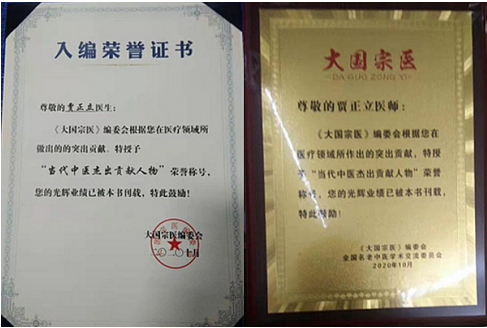 入编荣誉证书
尊敬的贾正立医生：
《大国宗医》编委会根据您在医疗领域所
做出的的突出贡献。特授予
“当代中医杰出贡献人物”荣誉称号，
您的光辉业绩已被本书刊载，特此鼓励！
大国宗医编委会
二〇二〇年十月
大国宗医
DA GUO ZONG YI
尊敬的贾正立医师：
《大国宗医》编委会根据您在
医疗领域所作出的突出贡献，特授
予“当代中医杰出贡献人物”荣誉
称号，您的光辉业绩已被本书刊载，
特此鼓励！
《大国宗医》编委会
全国名老中医学术交流委员会
2020年10月